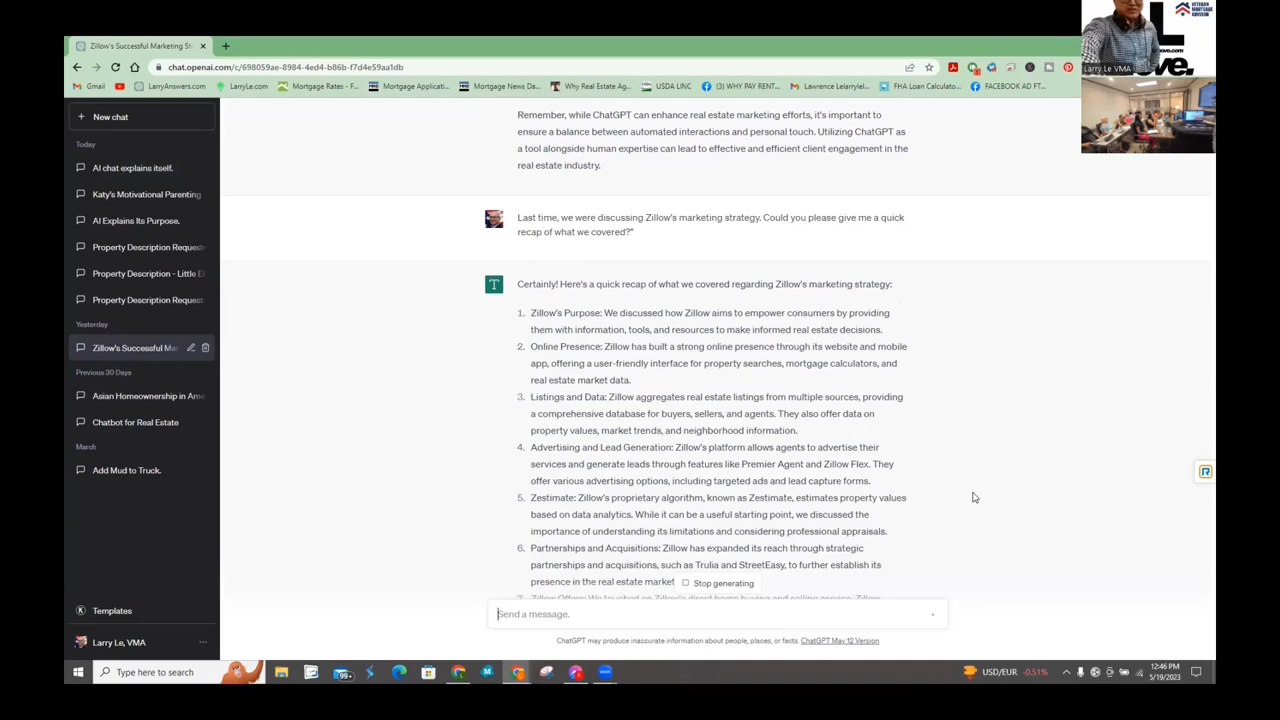 Zillow's Successful Marketing St
chat.openai.com/c/698059ae-8984-4ed4-b86b-f7d4e59aa1db
Gmail
LarryAnswers.com
LarryLe.com
Mortgage Rates - F...
Mortgage Applicati...
Mortgage News Da...
Why Real Estate Ag...
USDA LINC
(3) WHY PAY RENT...
Lawrence Lelarrylel...
FHA Loan Calculato...
FACEBOOK AD FT...
VETERAN
MORTGAGE
ADVISOR
Larry Le VMA
New chat
Today
AI chat explains itself.
Katy's Motivational Parenting
AI Explains Its Purpose.
Property Description Request
Property Description - Little E
Property Description Request
Yesterday
Zillow's Successful Mar
Previous 30 Days
Asian Homeownership in Ame
Chatbot for Real Estate
March
Add Mud to Truck.
Templates
Larry Le, VMA
Remember, while ChatGPT can enhance real estate marketing efforts, it's important to
ensure a balance between automated interactions and personal touch. Utilizing ChatGPT as
a tool alongside human expertise can lead to effective and efficient client engagement in the
real estate industry.
Last time, we were discussing Zillow's marketing strategy. Could you please give me a quick
recap of what we covered?"
T
Certainly! Here's a quick recap of what we covered regarding Zillow's marketing strategy:
1. Zillow's Purpose: We discussed how Zillow aims to empower consumers by providing
them with information, tools, and resources to make informed real estate decisions.
2. Online Presence: Zillow has built a strong online presence through its website and mobile
app, offering a user-friendly interface for property searches, mortgage calculators, and
real estate market data.
3. Listings and Data: Zillow aggregates real estate listings from multiple sources, providing
a comprehensive database for buyers, sellers, and agents. They also offer data on
property values, market trends, and neighborhood information.
4. Advertising and Lead Generation: Zillow's platform allows agents to advertise their
services and generate leads through features like Premier Agent and Zillow Flex. They
offer various advertising options, including targeted ads and lead capture forms.
5. Zestimate: Zillow's proprietary algorithm, known as Zestimate, estimates property values
based on data analytics. While it can be a useful starting point, we discussed the
importance of understanding its limitations and considering professional appraisals.
6. Partnerships and Acquisitions: Zillow has expanded its reach through strategic
partnerships and acquisitions, such as Trulia and StreetEasy, to further establish its
presence in the real estate market
Stop generating
7. Zillow Offers: We touched on Zillow's direct home buying and selling service, Zillow
Send a message.
ChatGPT may produce inaccurate information about people, places, or facts. ChatGPT May 12 Version
Type here to search
99+
USD/EUR -0.51%
12:46 PM
5/19/2023